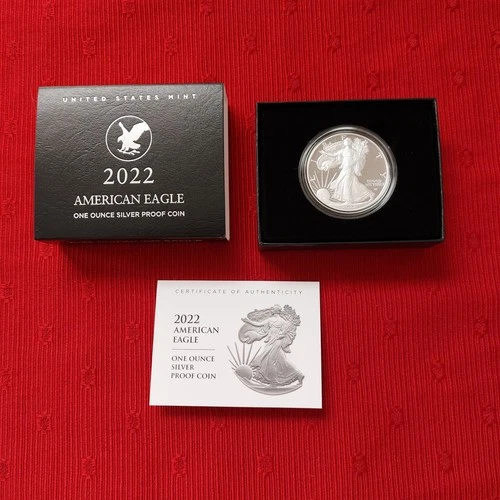 UNITED STATES MINT
2022
AMERICAN EAGLE
ONE OUNCE SILVER PROOF COIN
CERTIFICATE OF AUTHENTICITY
2022
AMERICAN
EAGLE
ONE OUNCE
SILVER
PROOF COIN